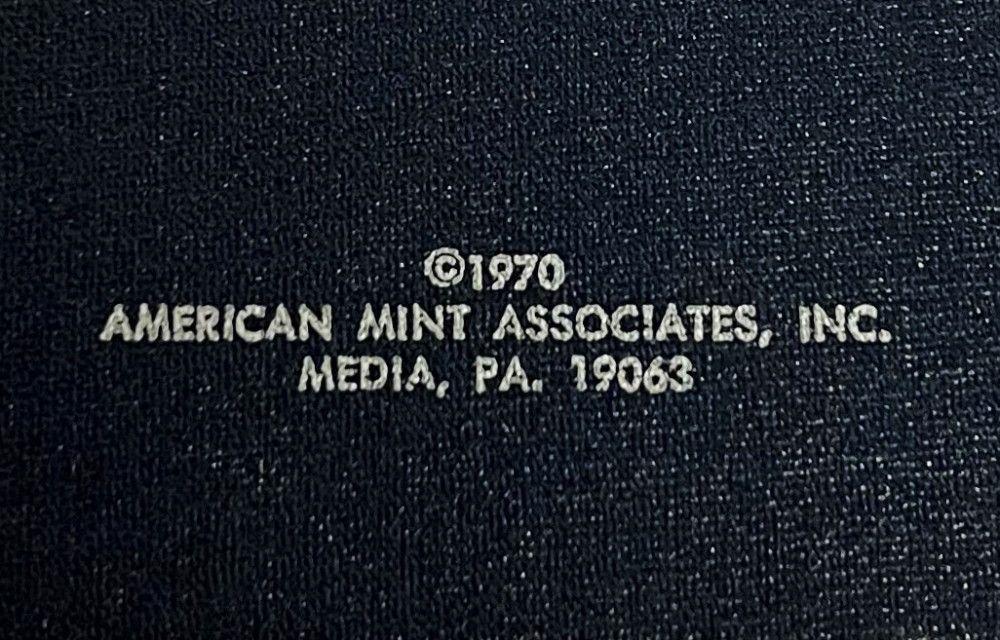 ©1970
AMERICAN MINT ASSOCIATES, INC.
MEDIA, PA. 19063